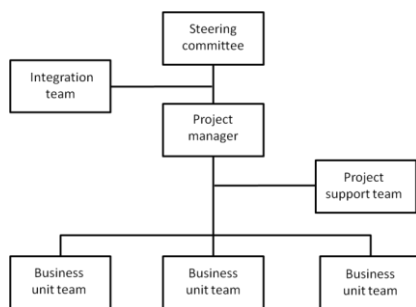 Steering
committee
Integration
team
Project
manager
Project
support team
Business
unit team
Business
unit team
Business
unit team